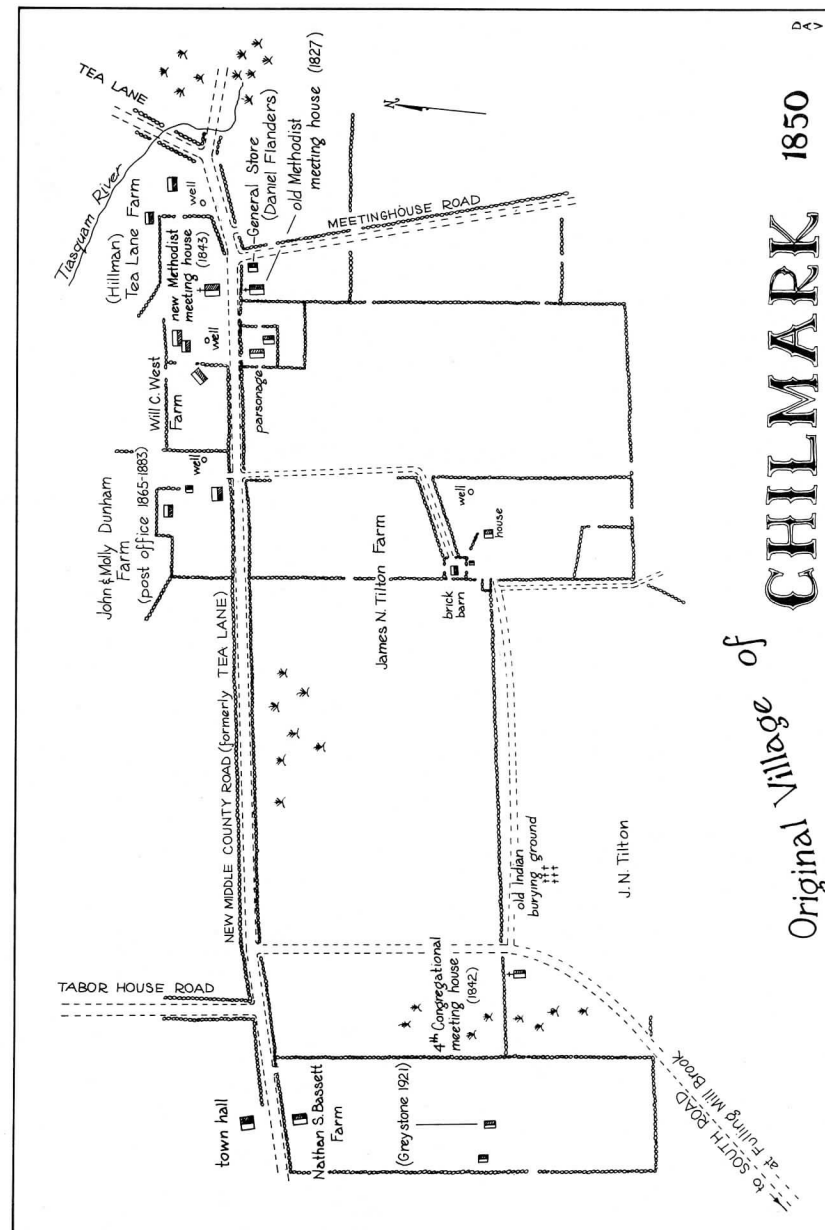 TEA LANE
Tiasquam River
(Hillman)
Tea Lane Farm
well
new Methodist
meeting house
(1843)
General Store
(Daniel Flanders)
old Methodist
meeting house (1827)
MEETINGHOUSE ROAD
N
Will C. West
Farm
well
parsonage
John & Molly Dunham
Farm
(post office 1865-1883)
well
NEW MIDDLE COUNTY ROAD (formerly TEA LANE)
James N. Tilton Farm
well
house
brick
barn
TABOR HOUSE ROAD
old Indian
burying ground
J.N. Tilton
4th Congregational
meeting house
(1842)
town hall
Nathan S. Bassett
Farm
(Greystone 1921)
to SOUTH ROAD
at Fulling Mill Brook
Original Village of
CHILMARK 1850
DAV